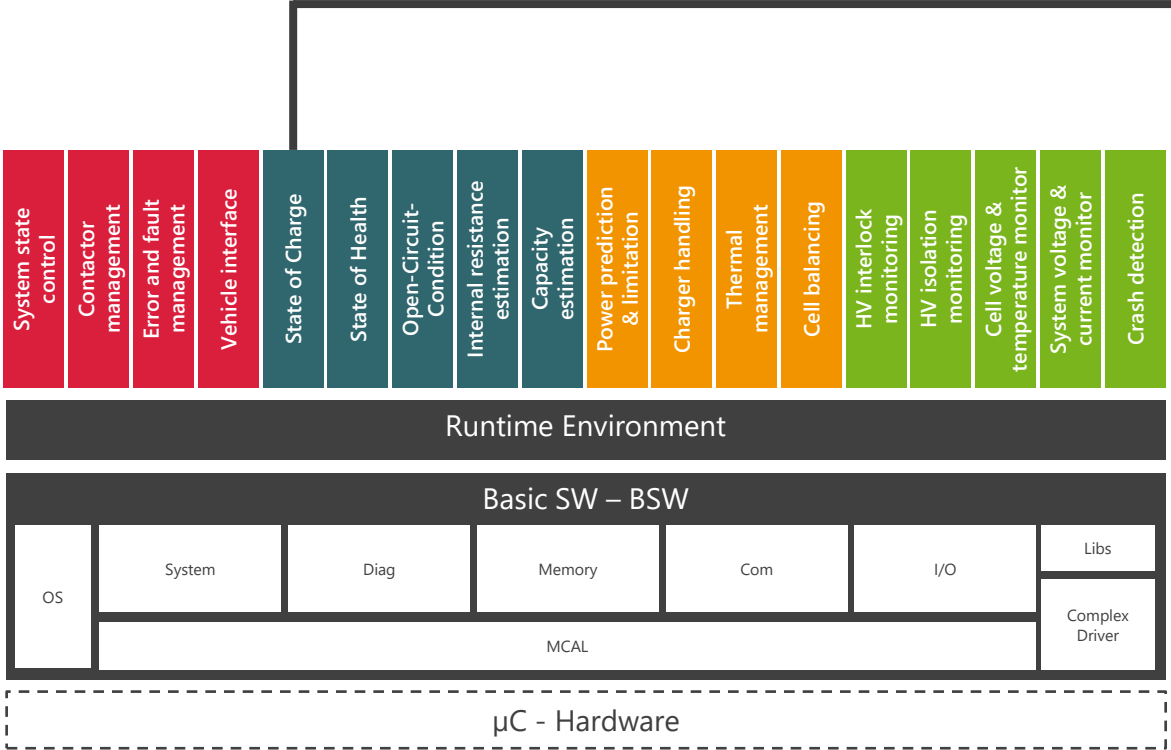 System state
control
Contactor
management
Error and fault
management
Vehicle interface
State of Charge
State of Health
Open-Circuit-
Condition
Internal resistance
estimation
Capacity
estimation
Power prediction
& limitation
Charger handling
Thermal
management
Cell balancing
HV interlock
monitoring
HV isolation
monitoring
Cell voltage &
temperature monitor
System voltage &
current monitor
Crash detection
Runtime Environment
Basic SW – BSW
OS
System
Diag
Memory
Com
I/O
Libs
Complex
Driver
MCAL
µC - Hardware